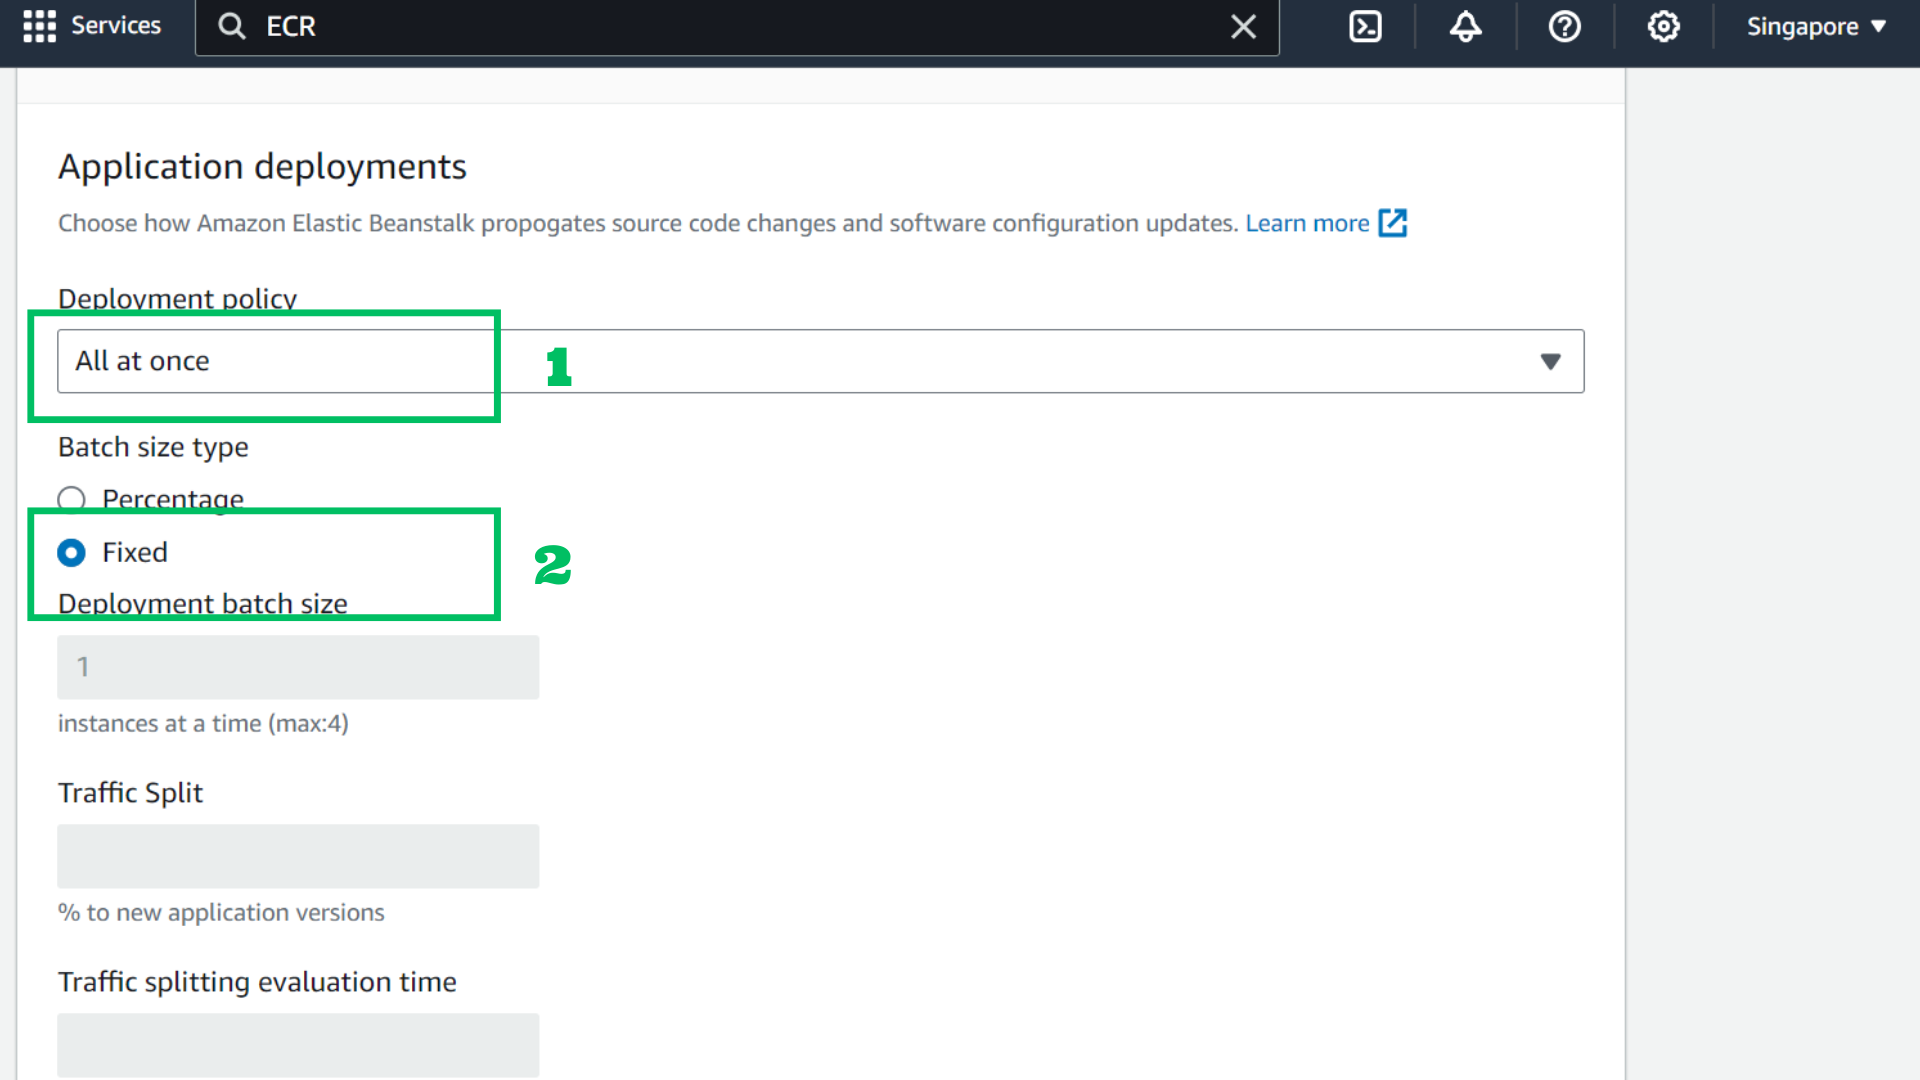 Services
ECR
Singapore
Application deployments
Choose how Amazon Elastic Beanstalk propogates source code changes and software configuration updates. Learn more
Deployment policy
All at once
1
Batch size type
Percentage
Fixed
2
Deployment batch size
1
instances at a time (max:4)
Traffic Split
% to new application versions
Traffic splitting evaluation time